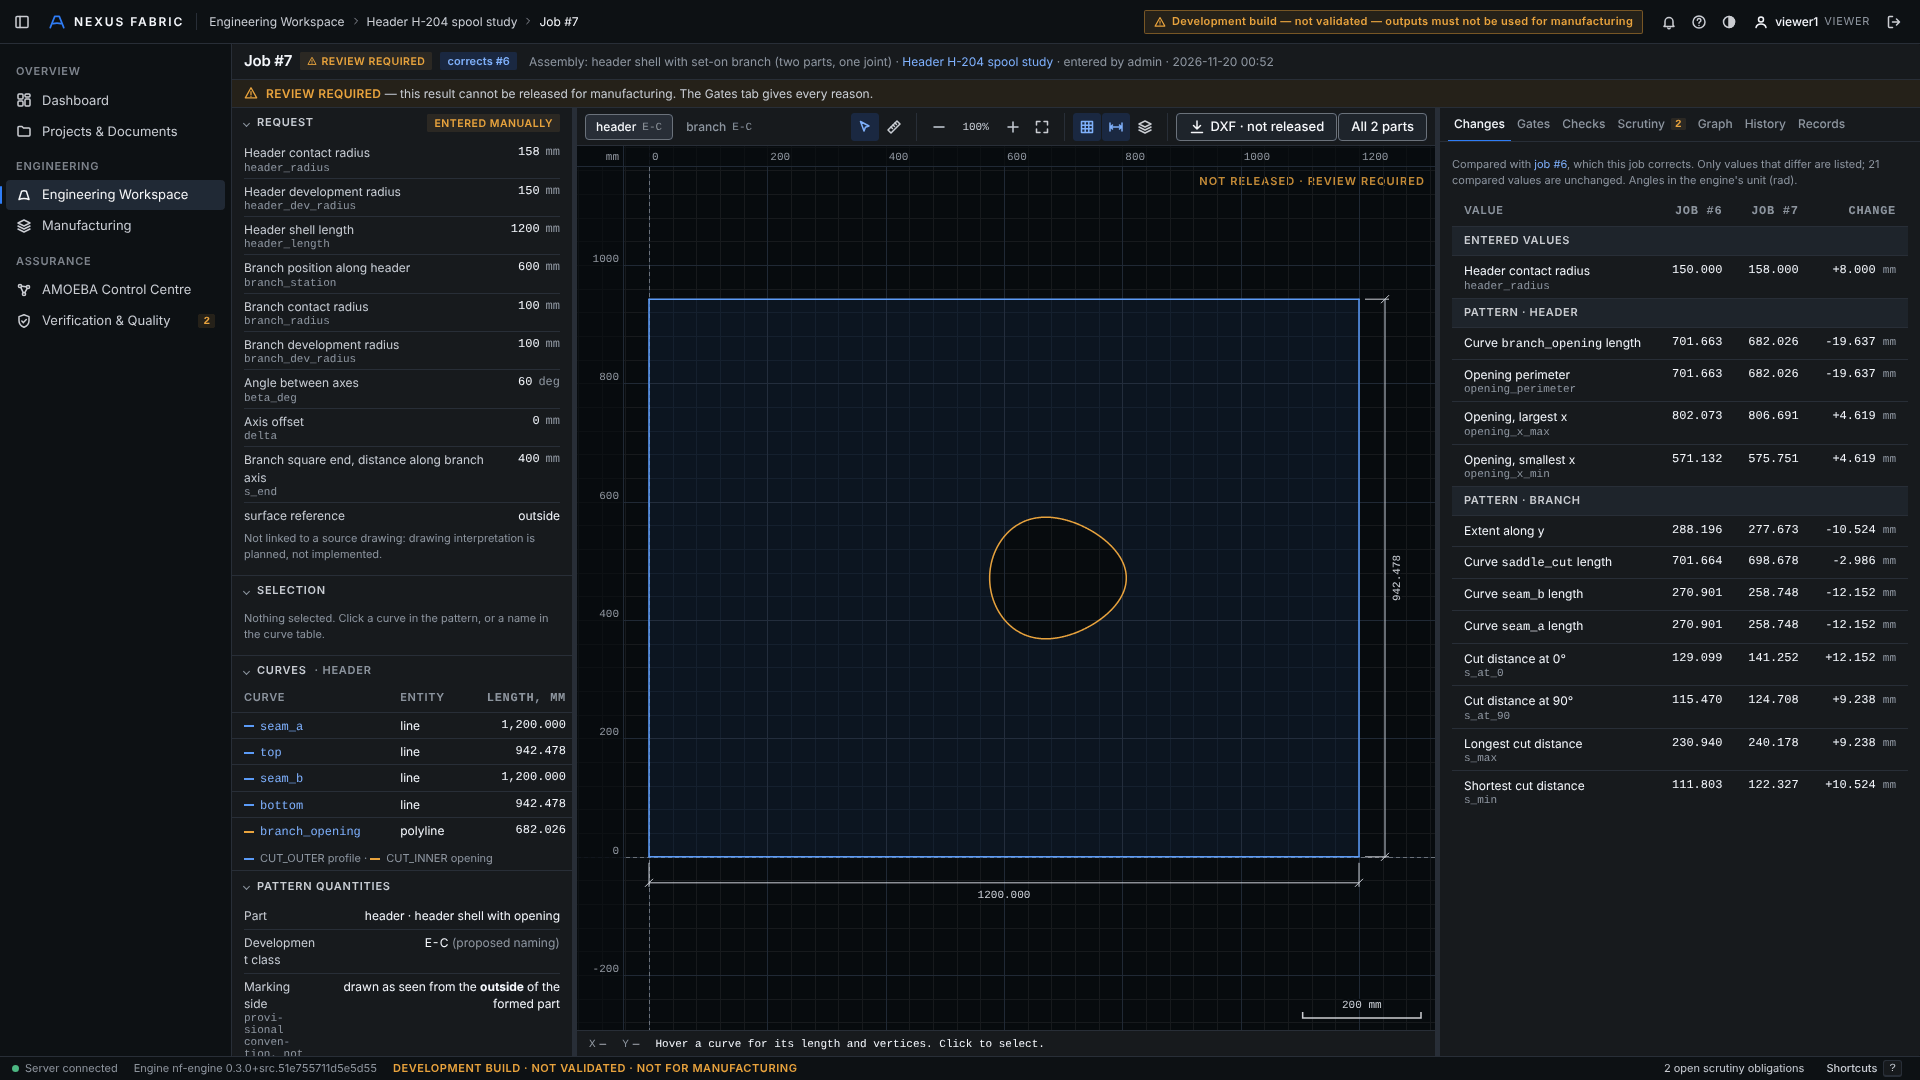 NEXUS FABRIC
Engineering Workspace › Header H-204 spool study › Job #7
Development build — not validated — outputs must not be used for manufacturing
viewer1 VIEWER
OVERVIEW
Dashboard
Projects & Documents
ENGINEERING
Engineering Workspace
Manufacturing
ASSURANCE
AMOEBA Control Centre
Verification & Quality 2
Job #7 REVIEW REQUIRED corrects #6 Assembly: header shell with set-on branch (two parts, one joint) · Header H-204 spool study · entered by admin · 2026-11-20 00:52
REVIEW REQUIRED — this result cannot be released for manufacturing. The Gates tab gives every reason.
REQUEST ENTERED MANUALLY
Header contact radius 158 mm
header_radius
Header development radius 150 mm
header_dev_radius
Header shell length 1200 mm
header_length
Branch position along header 600 mm
branch_station
Branch contact radius 100 mm
branch_radius
Branch development radius 100 mm
branch_dev_radius
Angle between axes 60 deg
beta_deg
Axis offset 0 mm
delta
Branch square end, distance along branch 400 mm
axis
s_end
surface reference outside
Not linked to a source drawing: drawing interpretation is
planned, not implemented.
SELECTION
Nothing selected. Click a curve in the pattern, or a name in
the curve table.
CURVES · HEADER
CURVE ENTITY LENGTH, MM
seam_a line 1,200.000
top line 942.478
seam_b line 1,200.000
bottom line 942.478
branch_opening polyline 682.026
CUT_OUTER profile · CUT_INNER opening
PATTERN QUANTITIES
Part header · header shell with opening
Developmen E-C (proposed naming)
t class
Marking drawn as seen from the outside of the
side formed part
provi-
sional
conven-
tion, not
header E-C branch E-C 100% DXF · not released All 2 parts
mm 0 200 400 600 800 1000 1200
NOT RELEASED · REVIEW REQUIRED
1000
800
600
400
200
0
-200
942.478
1200.000
200 mm
X — Y — Hover a curve for its length and vertices. Click to select.
Changes Gates Checks Scrutiny 2 Graph History Records
Compared with job #6, which this job corrects. Only values that differ are listed; 21
compared values are unchanged. Angles in the engine's unit (rad).
VALUE JOB #6 JOB #7 CHANGE
ENTERED VALUES
Header contact radius 150.000 158.000 +8.000 mm
header_radius
PATTERN · HEADER
Curve branch_opening length 701.663 682.026 -19.637 mm
Opening perimeter 701.663 682.026 -19.637 mm
opening_perimeter
Opening, largest x 802.073 806.691 +4.619 mm
opening_x_max
Opening, smallest x 571.132 575.751 +4.619 mm
opening_x_min
PATTERN · BRANCH
Extent along y 288.196 277.673 -10.524 mm
Curve saddle_cut length 701.664 698.678 -2.986 mm
Curve seam_b length 270.901 258.748 -12.152 mm
Curve seam_a length 270.901 258.748 -12.152 mm
Cut distance at 0° 129.099 141.252 +12.152 mm
s_at_0
Cut distance at 90° 115.470 124.708 +9.238 mm
s_at_90
Longest cut distance 230.940 240.178 +9.238 mm
s_max
Shortest cut distance 111.803 122.327 +10.524 mm
s_min
Server connected Engine nf-engine 0.3.0+src.51e755711d5e5d55 DEVELOPMENT BUILD · NOT VALIDATED · NOT FOR MANUFACTURING 2 open scrutiny obligations Shortcuts ?